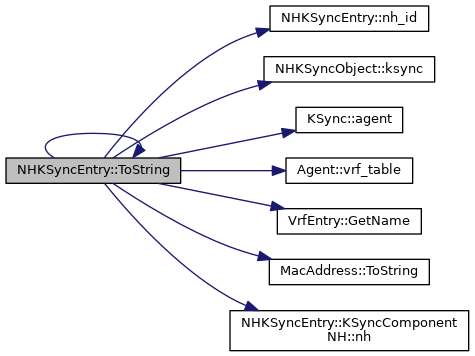 NHKSyncEntry::nh_id
NHKSyncObject::ksync
KSync::agent
NHKSyncEntry::ToString
Agent::vrf_table
VrfEntry::GetName
MacAddress::ToString
NHKSyncEntry::KSyncComponent
NH::nh